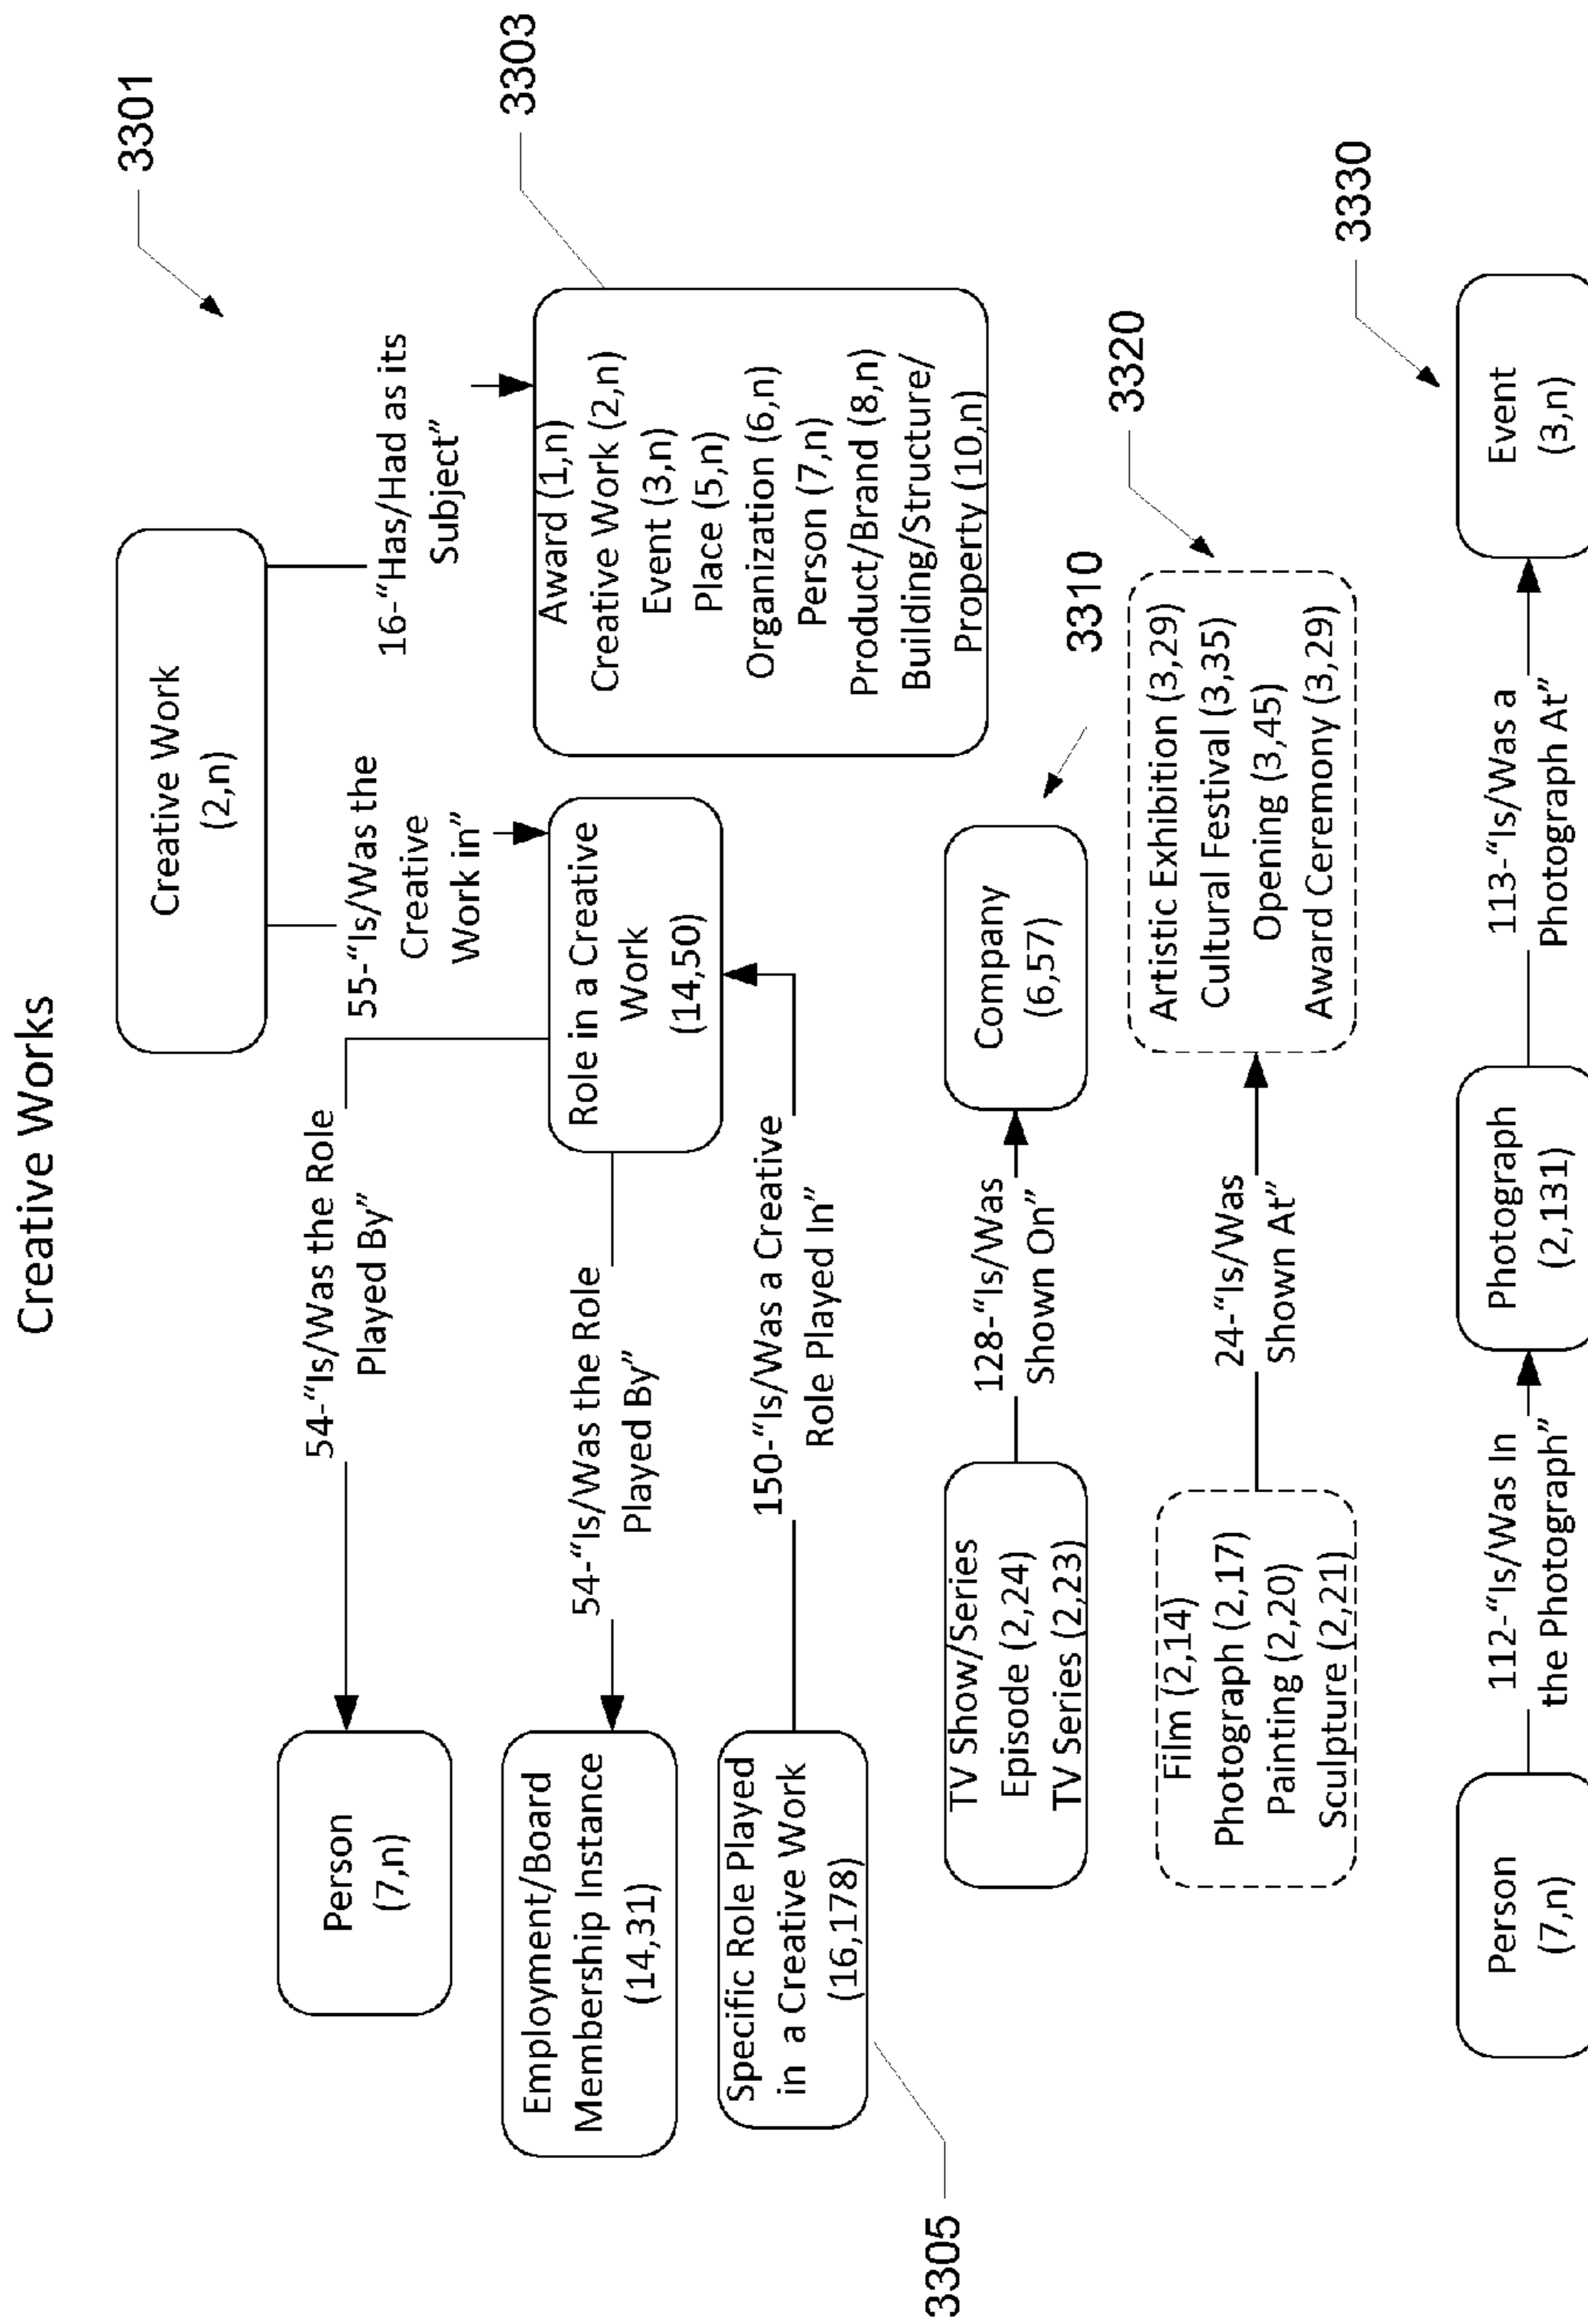 Creative Works
3301
Creative Work
(2,n)
16-“Has/Had as its
Subject”
55-“Is/Was the
Creative
Work in”
54-“Is/Was the Role
Played By”
Person
(7,n)
3303
Award (1,n)
Creative Work (2,n)
Event (3,n)
Place (5,n)
Organization (6,n)
Person (7,n)
Product/Brand (8,n)
Building/Structure/
Property (10,n)
Role in a Creative
Work
(14,50)
54-“Is/Was the Role
Played By”
Employment/Board
Membership Instance
(14,31)
150-“Is/Was a Creative
Role Played In”
Specific Role Played
in a Creative Work
(16,178)
3305
3310
TV Show/Series
Episode (2,24)
TV Series (2,23)
128-“Is/Was
Shown On”
Company
(6,57)
3320
Film (2,14)
Photograph (2,17)
Painting (2,20)
Sculpture (2,21)
24-“Is/Was
Shown At”
Artistic Exhibition (3,29)
Cultural Festival (3,35)
Opening (3,45)
Award Ceremony (3,29)
3330
Person
(7,n)
112-“Is/Was In
the Photograph”
Photograph
(2,131)
113-“Is/Was a
Photograph At”
Event
(3,n)